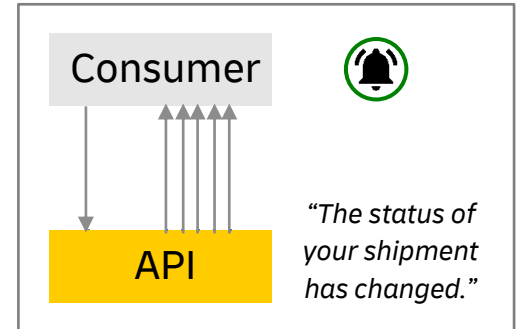 Consumer
API
“The status of
your shipment
has changed.”